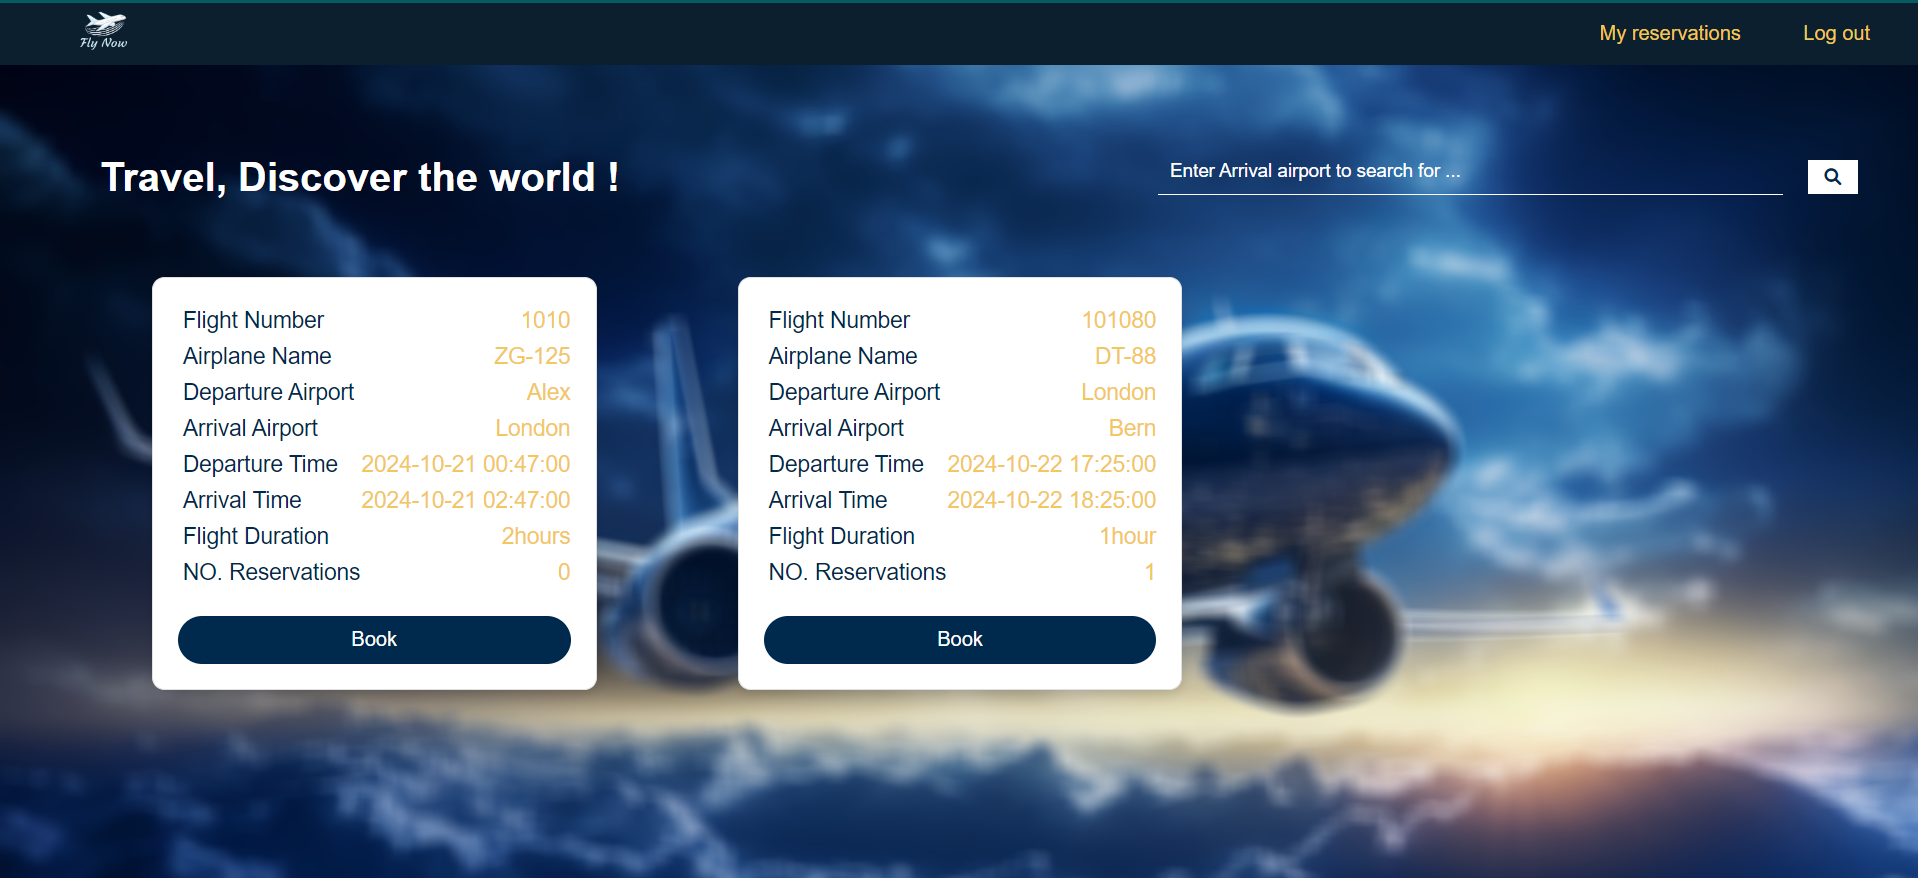 Fly Now
My reservations
Log out
Travel, Discover the world !
Enter Arrival airport to search for ...
Flight Number 1010
Airplane Name ZG-125
Departure Airport Alex
Arrival Airport London
Departure Time 2024-10-21 00:47:00
Arrival Time 2024-10-21 02:47:00
Flight Duration 2hours
NO. Reservations 0
Book
Flight Number 101080
Airplane Name DT-88
Departure Airport London
Arrival Airport Bern
Departure Time 2024-10-22 17:25:00
Arrival Time 2024-10-22 18:25:00
Flight Duration 1hour
NO. Reservations 1
Book